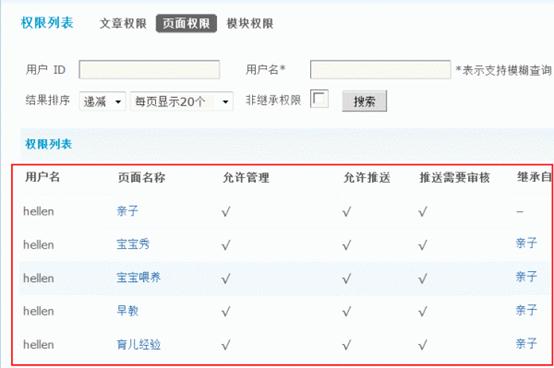 权限列表 文章权限 页面权限 模块权限
用户 ID 用户名* *表示支持模糊查询
结果排序 递减 每页显示20个 非继承权限 搜索
权限列表
用户名 页面名称 允许管理 允许推送 推送需要审核 继承自
hellen 亲子 √ √ √ –
hellen 宝宝秀 √ √ √ 亲子
hellen 宝宝喂养 √ √ √ 亲子
hellen 早教 √ √ √ 亲子
hellen 育儿经验 √ √ √ 亲子